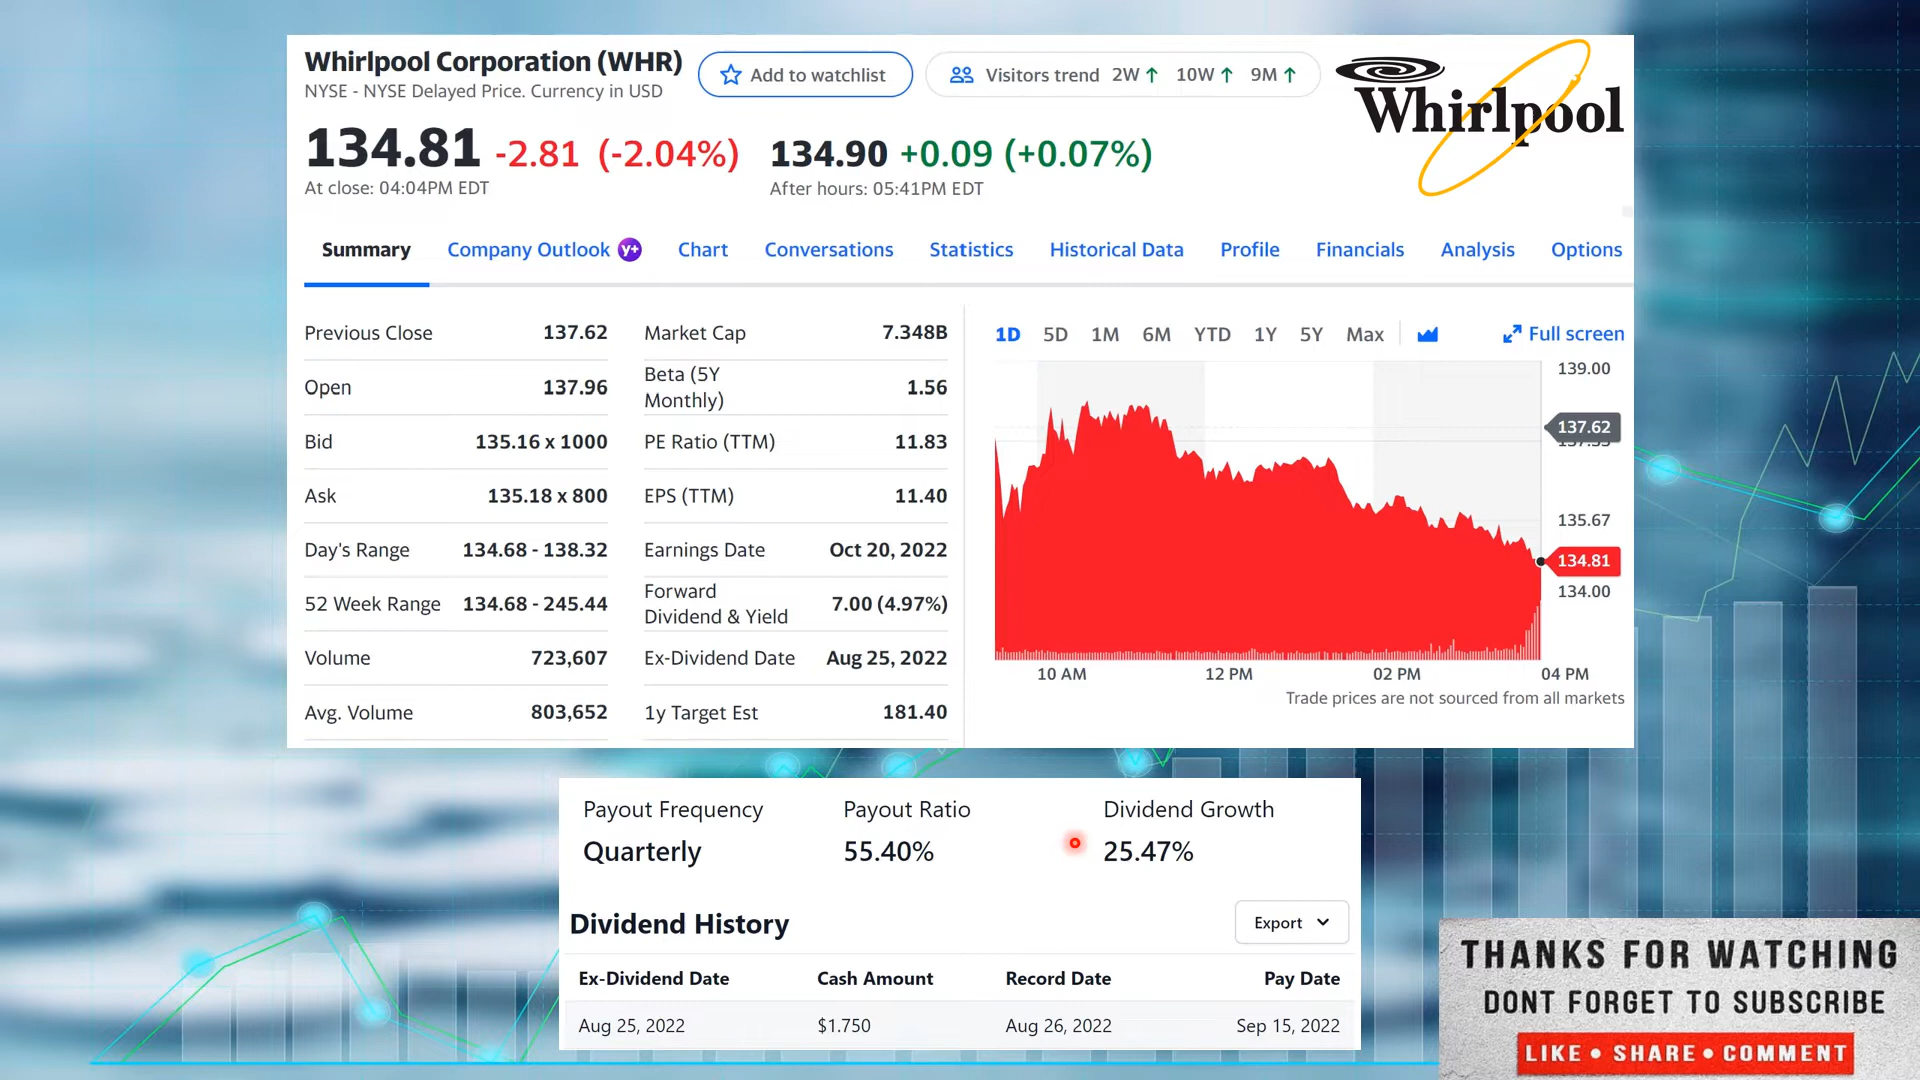 Whirlpool Corporation (WHR)
Add to watchlist
Visitors trend 2W ↑ 10W ↑ 9M ↑
Whirlpool
NYSE - NYSE Delayed Price. Currency in USD
134.81 -2.81 (-2.04%)
134.90 +0.09 (+0.07%)
At close: 04:04PM EDT
After hours: 05:41PM EDT
Summary Company Outlook y+ Chart Conversations Statistics Historical Data Profile Financials Analysis Options
Previous Close 137.62
Open 137.96
Bid 135.16 x 1000
Ask 135.18 x 800
Day's Range 134.68 - 138.32
52 Week Range 134.68 - 245.44
Volume 723,607
Avg. Volume 803,652
Market Cap 7.348B
Beta (5Y
Monthly) 1.56
PE Ratio (TTM) 11.83
EPS (TTM) 11.40
Earnings Date Oct 20, 2022
Forward
Dividend & Yield 7.00 (4.97%)
Ex-Dividend Date Aug 25, 2022
1y Target Est 181.40
1D 5D 1M 6M YTD 1Y 5Y Max Full screen
139.00
137.62
135.67
134.81
134.00
10 AM 12 PM 02 PM 04 PM
Trade prices are not sourced from all markets
Payout Frequency Payout Ratio Dividend Growth
Quarterly 55.40% 25.47%
Dividend History
Export
Ex-Dividend Date Cash Amount Record Date Pay Date
Aug 25, 2022 $1.750 Aug 26, 2022 Sep 15, 2022
THANKS FOR WATCHING
DONT FORGET TO SUBSCRIBE
LIKE • SHARE • COMMENT